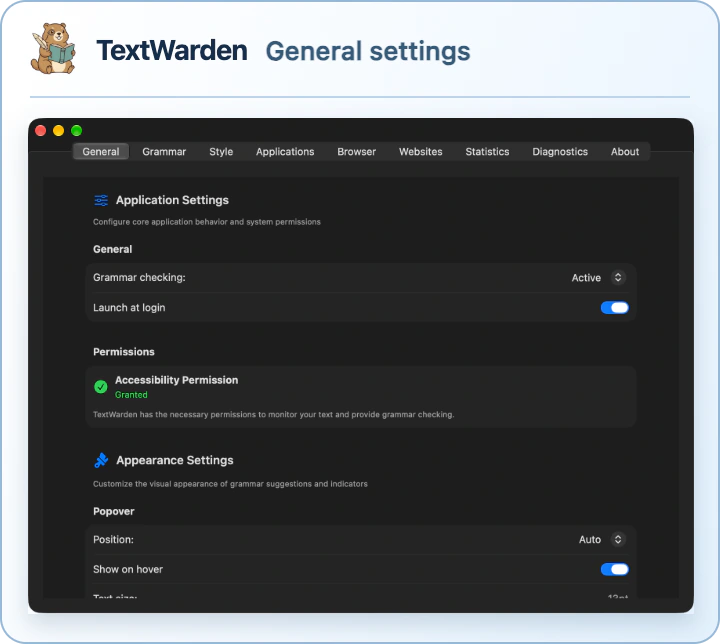 TextWarden General settings
General Grammar Style Applications Browser Websites Statistics Diagnostics About
Application Settings
Configure core application behavior and system permissions
General
Grammar checking: Active
Launch at login
Permissions
Accessibility Permission
Granted
TextWarden has the necessary permissions to monitor your text and provide grammar checking.
Appearance Settings
Customize the visual appearance of grammar suggestions and indicators
Popover
Position: Auto
Show on hover
Text size: 13pt